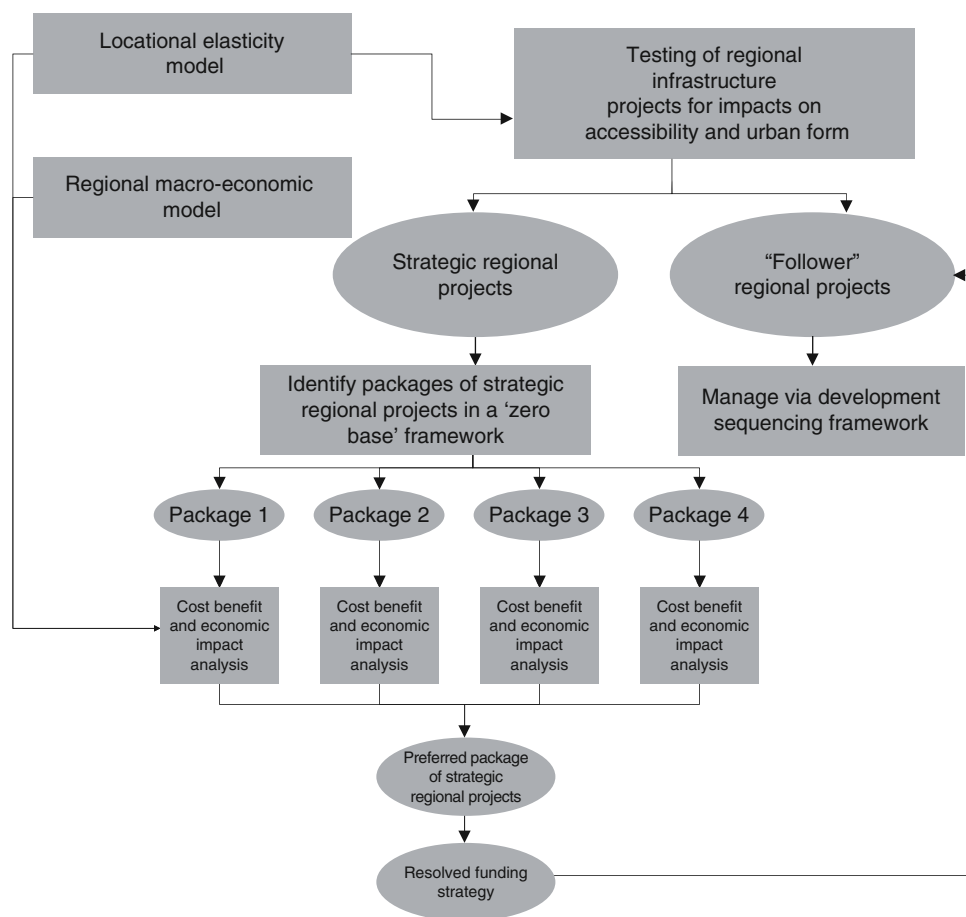 Locational elasticity
model
Testing of regional
infrastructure
projects for impacts on
accessibility and urban form
Regional macro-economic
model
Strategic regional
projects
“Follower”
regional projects
Identify packages of strategic
regional projects in a ‘zero
base’ framework
Manage via development
sequencing framework
Package 1
Package 2
Package 3
Package 4
Cost benefit
and economic
impact
analysis
Cost benefit
and economic
impact
analysis
Cost benefit
and economic
impact
analysis
Cost benefit
and economic
impact
analysis
Preferred package
of strategic
regional projects
Resolved funding
strategy